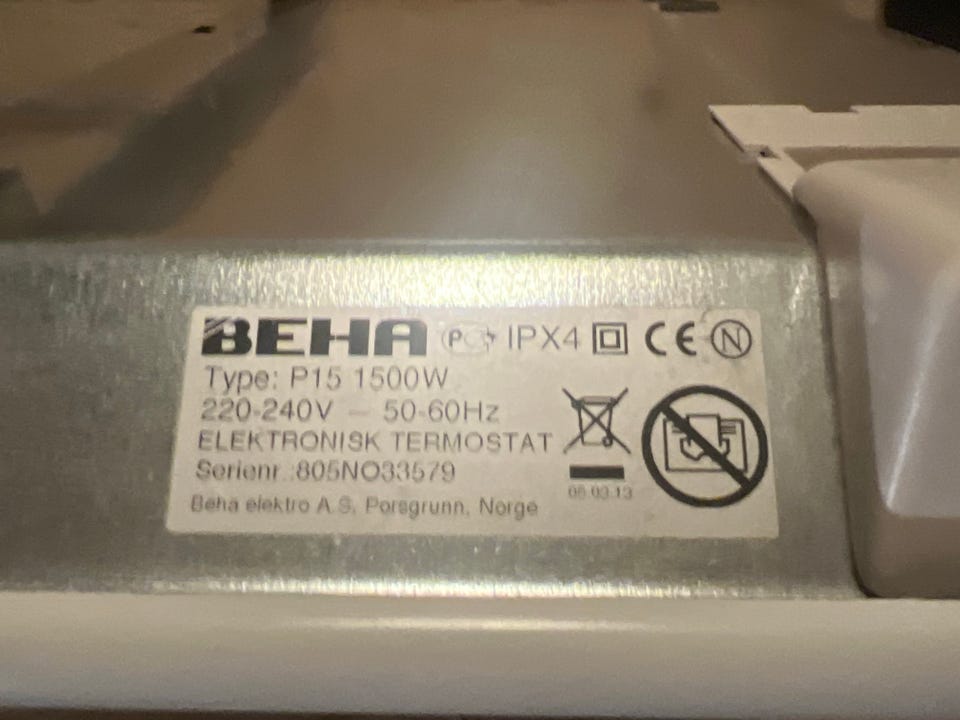 BEHA PG IPX4 CE N
Type: P15 1500W
220-240V ~ 50-60Hz
ELEKTRONISK TERMOSTAT
Serienr.:805NO33579
05.03.13
Beha elektro A.S, Porsgrunn, Norge